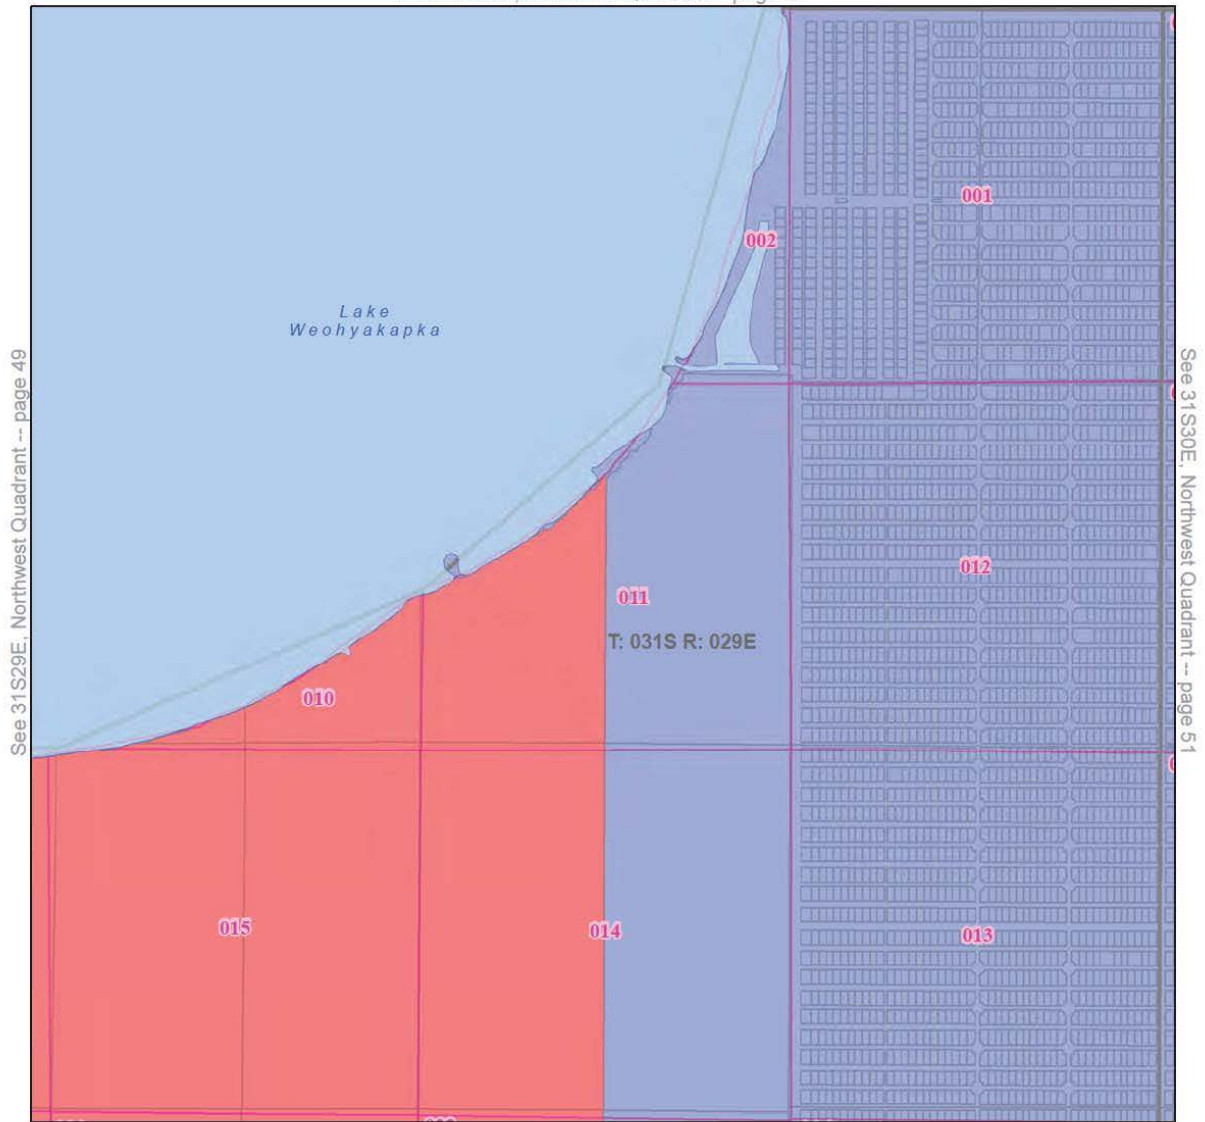 001
002
Lake
Weohyakapka
See 31S29E, Northwest Quadrant -- page 49
See 31S30E, Northwest Quadrant -- page 51
012
011
T: 031S R: 029E
010
015
014
013